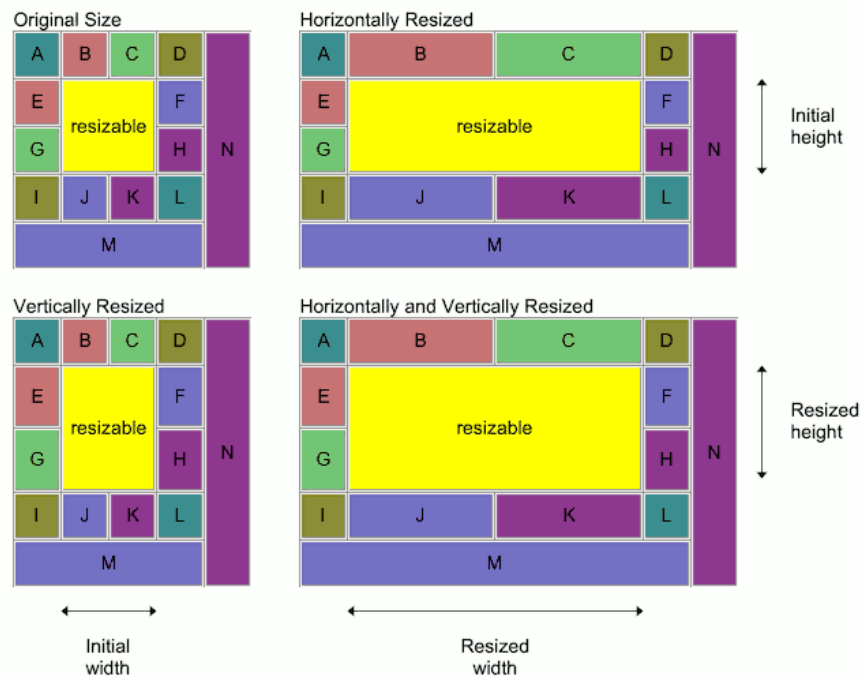 Original Size
A B C D
E F
resizable
G H N
I J K L
M
Horizontally Resized
A B C D
E F
resizable
G H N
I J K L
M
Initial
height
Vertically Resized
A B C D
E F
resizable
G H N
I J K L
M
Horizontally and Vertically Resized
A B C D
E F
resizable
G H N
I J K L
M
Resized
height
Initial
width
Resized
width